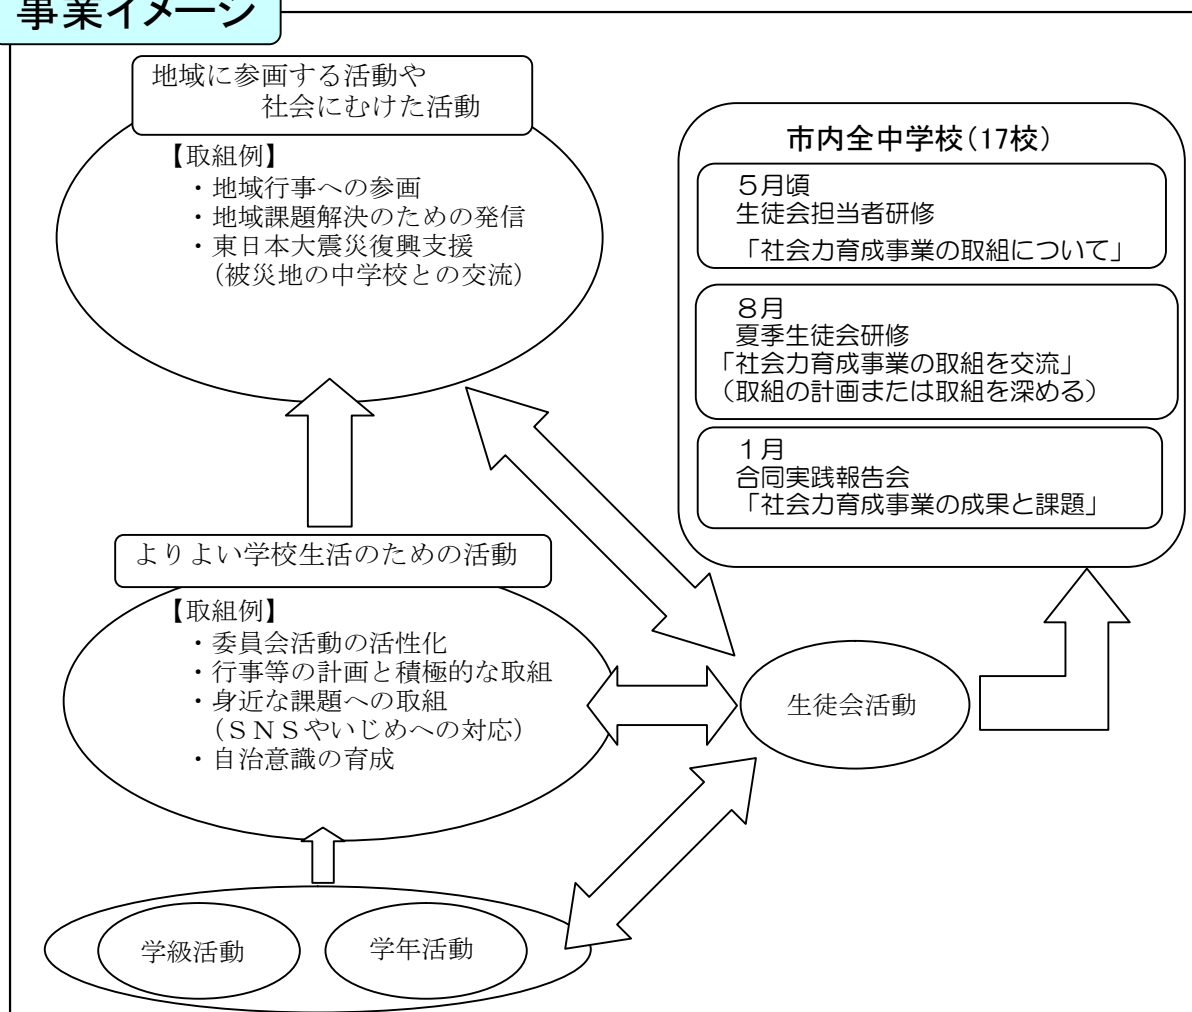 事業イメージ
地域に参画する活動や
社会にむけた活動
【取組例】
・地域行事への参画
・地域課題解決のための発信
・東日本大震災復興支援
（被災地の中学校との交流）
市内全中学校（17校）
５月頃
生徒会担当者研修
「社会力育成事業の取組について」
８月
夏季生徒会研修
「社会力育成事業の取組を交流」
（取組の計画または取組を深める）
１月
合同実践報告会
「社会力育成事業の成果と課題」
よりよい学校生活のための活動
【取組例】
・委員会活動の活性化
・行事等の計画と積極的な取組
・身近な課題への取組
（ＳＮＳやいじめへの対応）
・自治意識の育成
生徒会活動
学級活動
学年活動